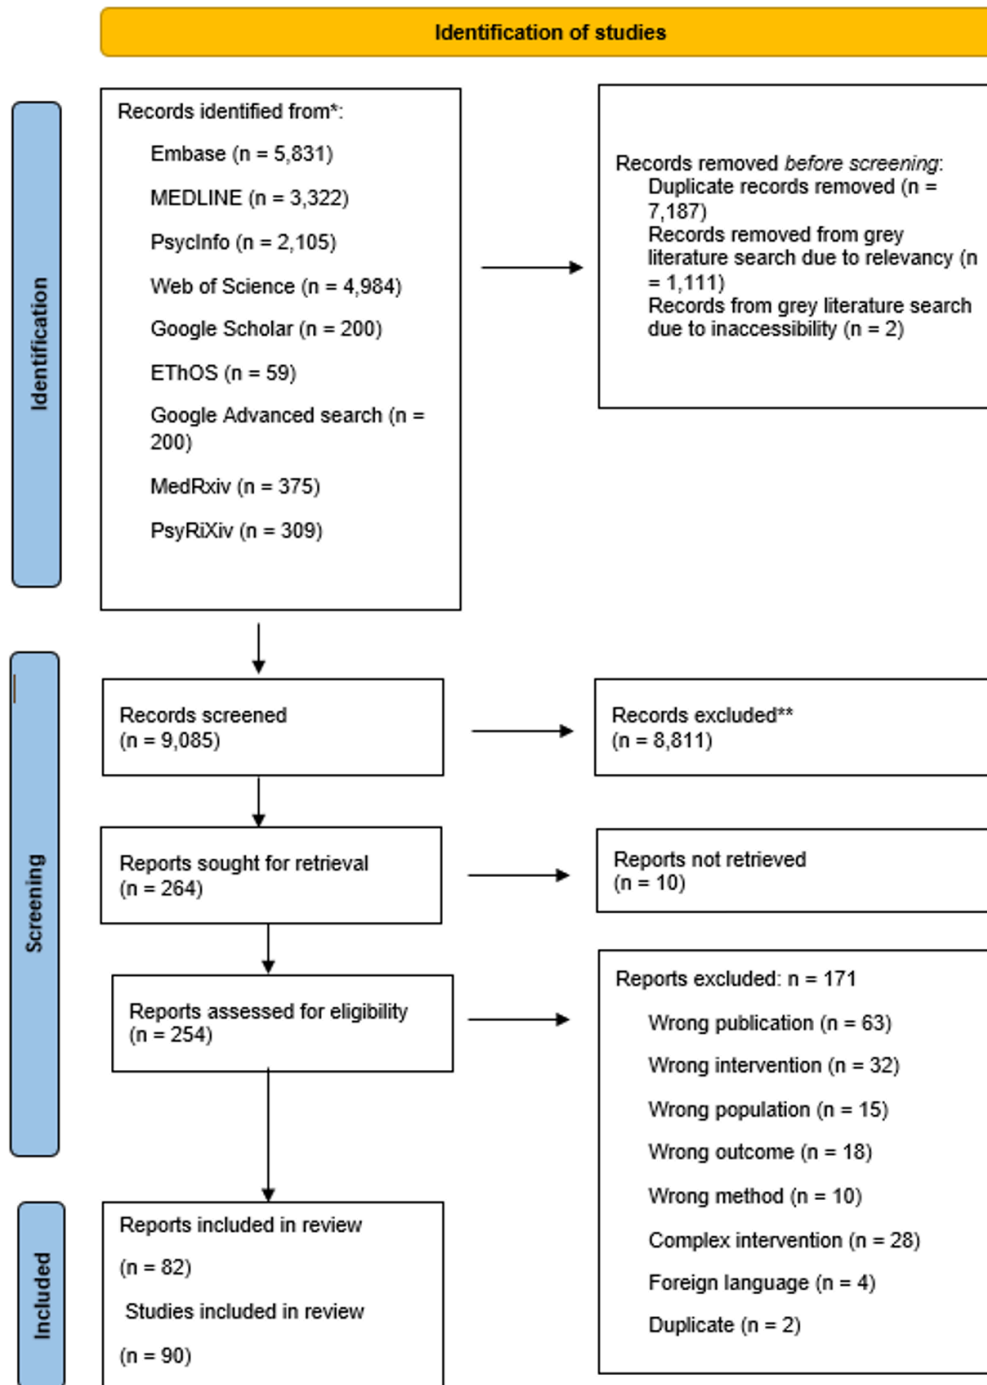 Identification of studies
Identification
Records identified from*:
Embase (n = 5,831)
MEDLINE (n = 3,322)
PsycInfo (n = 2,105)
Web of Science (n = 4,984)
Google Scholar (n = 200)
EThOS (n = 59)
Google Advanced search (n =
200)
MedRxiv (n = 375)
PsyRiXiv (n = 309)
Records removed before screening:
Duplicate records removed (n =
7,187)
Records removed from grey
literature search due to relevancy (n
= 1,111)
Records from grey literature search
due to inaccessibility (n = 2)
Screening
Records screened
(n = 9,085)
Records excluded**
(n = 8,811)
Reports sought for retrieval
(n = 264)
Reports not retrieved
(n = 10)
Reports assessed for eligibility
(n = 254)
Reports excluded: n = 171
Wrong publication (n = 63)
Wrong intervention (n = 32)
Wrong population (n = 15)
Wrong outcome (n = 18)
Wrong method (n = 10)
Complex intervention (n = 28)
Foreign language (n = 4)
Duplicate (n = 2)
Included
Reports included in review
(n = 82)
Studies included in review
(n = 90)